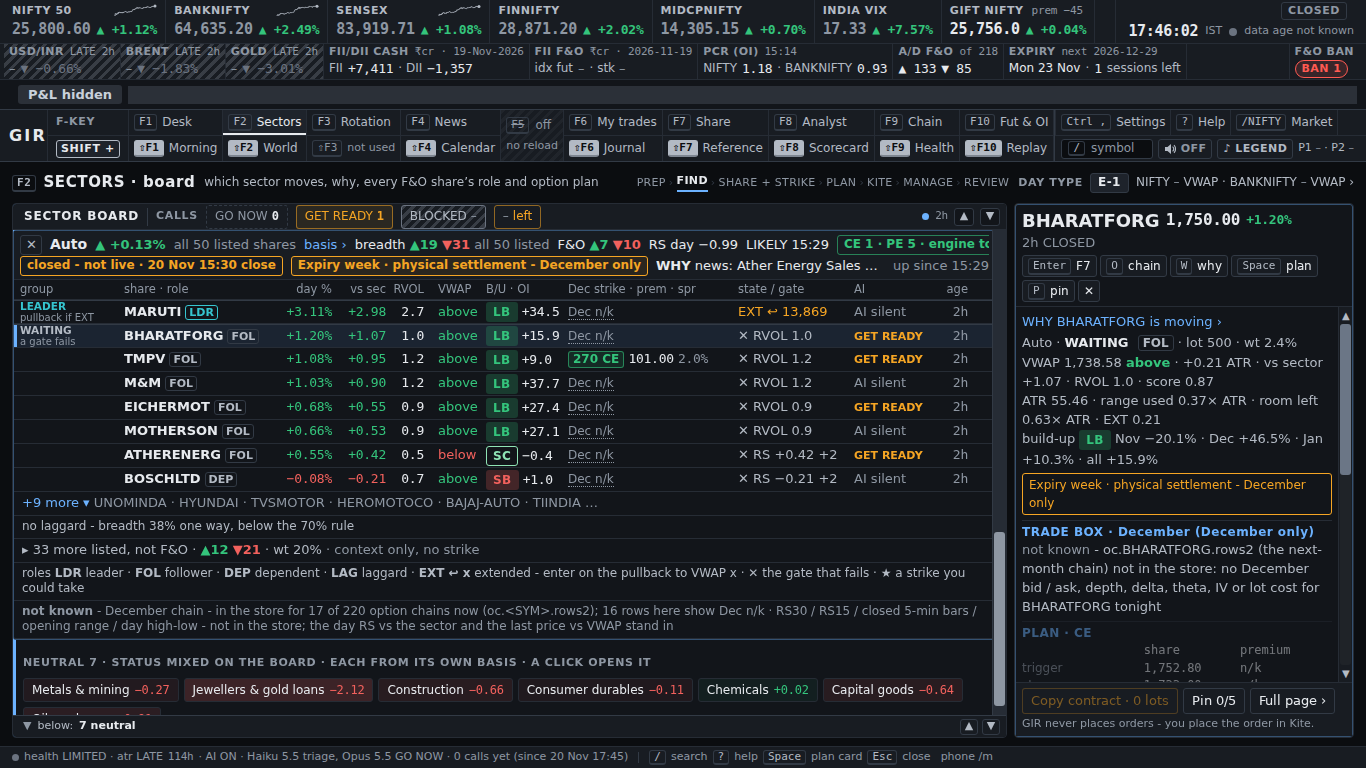 NIFTY 50
25,800.60 ▲ +1.12%
BANKNIFTY
64,635.20 ▲ +2.49%
SENSEX
83,919.71 ▲ +1.08%
FINNIFTY
28,871.20 ▲ +2.02%
MIDCPNIFTY
14,305.15 ▲ +0.70%
INDIA VIX
17.33 ▲ +7.57%
GIFT NIFTY prem −45
25,756.0 ▲ +0.04%
CLOSED
17:46:02 IST data age not known
USD/INR LATE 2h
– ▼ −0.66%
BRENT LATE 2h
– ▼ −1.83%
GOLD LATE 2h
– ▼ −3.01%
FII/DII CASH ₹cr · 19-Nov-2026
FII +7,411 · DII −1,357
FII F&O ₹cr · 2026-11-19
idx fut – · stk –
PCR (OI) 15:14
NIFTY 1.18 · BANKNIFTY 0.93
A/D F&O of 218
▲ 133 ▼ 85
EXPIRY next 2026-12-29
Mon 23 Nov · 1 sessions left
F&O BAN
BAN 1
P&L hidden
GIR
F-KEY
F1 Desk
F2 Sectors
F3 Rotation
F4 News
F5 off
no reload
F6 My trades
F7 Share
F8 Analyst
F9 Chain
F10 Fut & OI
Ctrl , Settings
? Help
/NIFTY Market
SHIFT +
⇧F1 Morning
⇧F2 World
⇧F3 not used
⇧F4 Calendar
⇧F6 Journal
⇧F7 Reference
⇧F8 Scorecard
⇧F9 Health
⇧F10 Replay
/ symbol
OFF
♪ LEGEND
P1 – · P2 –
F2 SECTORS · board which sector moves, why, every F&O share's role and option plan
PREP › FIND › SHARE + STRIKE › PLAN › KITE › MANAGE › REVIEW
DAY TYPE E-1 NIFTY – VWAP · BANKNIFTY – VWAP ›
SECTOR BOARD CALLS GO NOW 0 GET READY 1 BLOCKED – – left
2h ▲ ▼
✕ Auto ▲ +0.13% all 50 listed shares basis › breadth ▲19 ▼31 all 50 listed F&O ▲7 ▼10 RS day −0.99 LIKELY 15:29 CE 1 · PE 5 · engine to
closed - not live · 20 Nov 15:30 close Expiry week · physical settlement - December only WHY news: Ather Energy Sales … up since 15:29
group share · role day % vs sec RVOL VWAP B/U · OI Dec strike · prem · spr state / gate AI age
LEADER
pullback if EXT
MARUTI LDR +3.11% +2.98 2.7 above LB +34.5 Dec n/k EXT ↩ 13,869 AI silent 2h
WAITING
a gate fails
BHARATFORG FOL +1.20% +1.07 1.0 above LB +15.9 Dec n/k ✕ RVOL 1.0 GET READY 2h
TMPV FOL +1.08% +0.95 1.2 above LB +9.0 270 CE 101.00 2.0% ✕ RVOL 1.2 GET READY 2h
M&M FOL +1.03% +0.90 1.2 above LB +37.7 Dec n/k ✕ RVOL 1.2 AI silent 2h
EICHERMOT FOL +0.68% +0.55 0.9 above LB +27.4 Dec n/k ✕ RVOL 0.9 GET READY 2h
MOTHERSON FOL +0.66% +0.53 0.9 above LB +27.1 Dec n/k ✕ RVOL 0.9 AI silent 2h
ATHERENERG FOL +0.55% +0.42 0.5 below SC −0.4 Dec n/k ✕ RS +0.42 +2 GET READY 2h
BOSCHLTD DEP −0.08% −0.21 0.7 above SB +1.0 Dec n/k ✕ RS −0.21 +2 AI silent 2h
+9 more ▾ UNOMINDA · HYUNDAI · TVSMOTOR · HEROMOTOCO · BAJAJ-AUTO · TIINDIA …
no laggard - breadth 38% one way, below the 70% rule
▸ 33 more listed, not F&O · ▲12 ▼21 · wt 20% · context only, no strike
roles LDR leader · FOL follower · DEP dependent · LAG laggard · EXT ↩ x extended - enter on the pullback to VWAP x · ✕ the gate that fails · ★ a strike you
could take
not known - December chain - in the store for 17 of 220 option chains now (oc.<SYM>.rows2); 16 rows here show Dec n/k · RS30 / RS15 / closed 5-min bars /
opening range / day high-low - not in the store; the day RS vs the sector and the last price vs VWAP stand in
NEUTRAL 7 · STATUS MIXED ON THE BOARD · EACH FROM ITS OWN BASIS · A CLICK OPENS IT
Metals & mining −0.27
Jewellers & gold loans −2.12
Construction −0.66
Consumer durables −0.11
Chemicals +0.02
Capital goods −0.64
▼ below: 7 neutral ▲ ▼
BHARATFORG 1,750.00 +1.20%
2h CLOSED
Enter F7 O chain W why Space plan
P pin ✕
WHY BHARATFORG is moving ›
Auto · WAITING FOL · lot 500 · wt 2.4%
VWAP 1,738.58 above · +0.21 ATR · vs sector
+1.07 · RVOL 1.0 · score 0.87
ATR 55.46 · range used 0.37× ATR · room left
0.63× ATR · EXT 0.21
build-up LB Nov −20.1% · Dec +46.5% · Jan
+10.3% · all +15.9%
Expiry week · physical settlement - December
only
TRADE BOX · December (December only)
not known - oc.BHARATFORG.rows2 (the next-
month chain) not in the store: no December
bid / ask, depth, delta, theta, IV or lot cost for
BHARATFORG tonight
PLAN · CE
share premium
trigger 1,752.80 n/k
Copy contract · 0 lots Pin 0/5 Full page ›
GIR never places orders - you place the order in Kite.
health LIMITED · atr LATE 114h · AI ON · Haiku 5.5 triage, Opus 5.5 GO NOW · 0 calls yet (since 20 Nov 17:45) / search ? help Space plan card Esc close phone /m